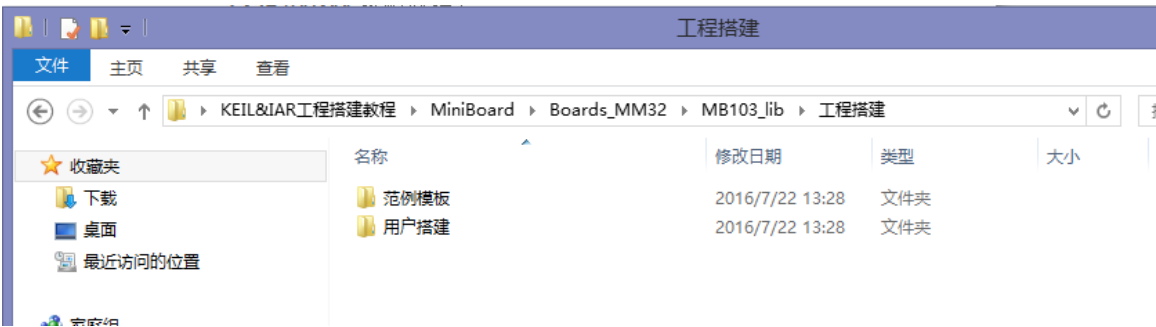 工程搭建
文件 主页 共享 查看
KEIL&IAR工程搭建教程 MiniBoard Boards_MM32 MB103_lib 工程搭建
名称 修改日期 类型 大小
收藏夹
下载 范例模板 2016/7/22 13:28 文件夹
桌面 用户搭建 2016/7/22 13:28 文件夹
最近访问的位置
家庭组